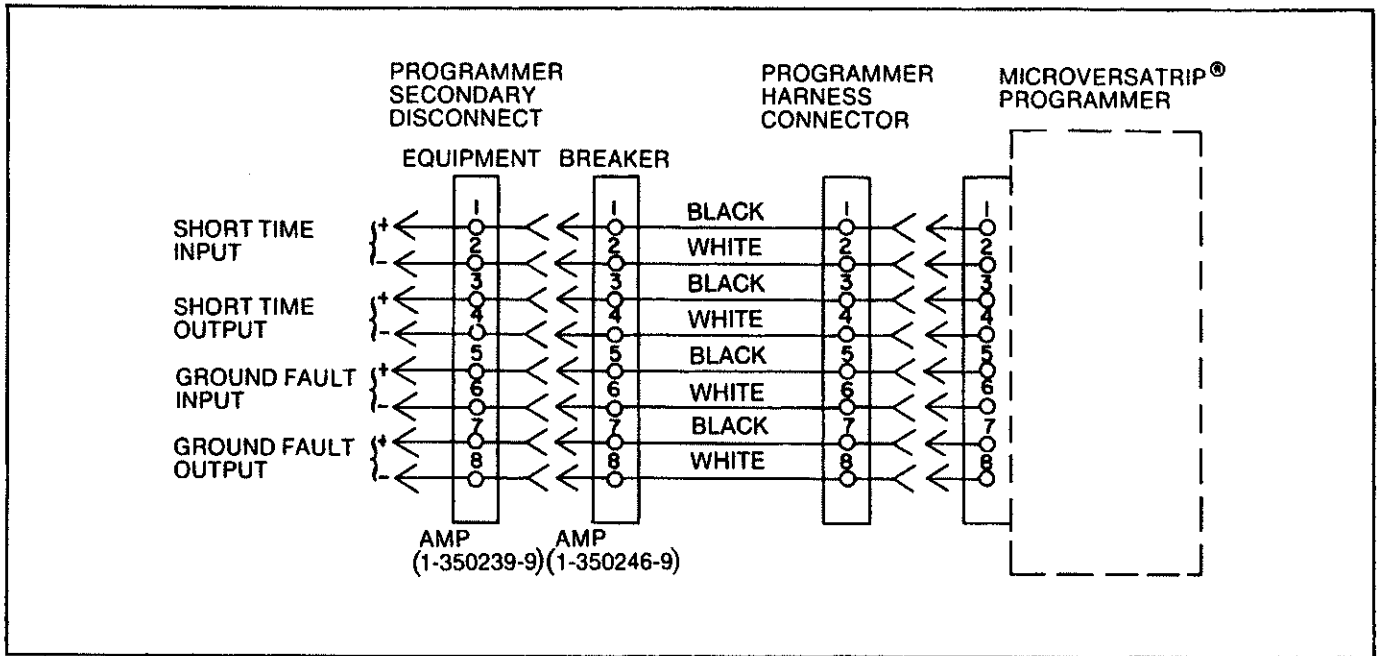 PROGRAMMER
SECONDARY
DISCONNECT
PROGRAMMER
HARNESS
CONNECTOR
MICROVERSATRIP®
PROGRAMMER
EQUIPMENT BREAKER
SHORT TIME
INPUT
+
-
SHORT TIME
OUTPUT
+
-
GROUND FAULT
INPUT
+
-
GROUND FAULT
OUTPUT
+
-
1 1 BLACK 1 1
2 2 WHITE 2 2
3 3 BLACK 3 3
4 4 WHITE 4 4
5 5 BLACK 5 5
6 6 WHITE 6 6
7 7 BLACK 7 7
8 8 WHITE 8 8
AMP
(1-350239-9)
AMP
(1-350246-9)